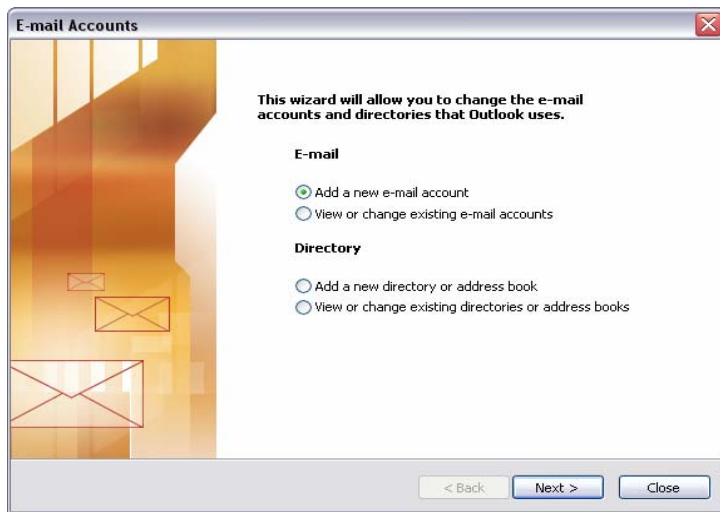 E-mail Accounts
This wizard will allow you to change the e-mail
accounts and directories that Outlook uses.
E-mail
Add a new e-mail account
View or change existing e-mail accounts
Directory
Add a new directory or address book
View or change existing directories or address books
< Back
Next >
Close